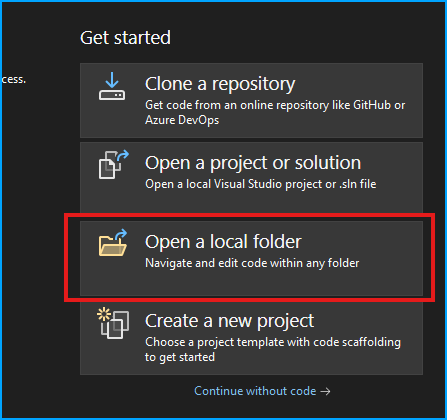 Get started
cess.
Clone a repository
Get code from an online repository like GitHub or
Azure DevOps
Open a project or solution
Open a local Visual Studio project or .sln file
Open a local folder
Navigate and edit code within any folder
Create a new project
Choose a project template with code scaffolding
to get started
Continue without code →